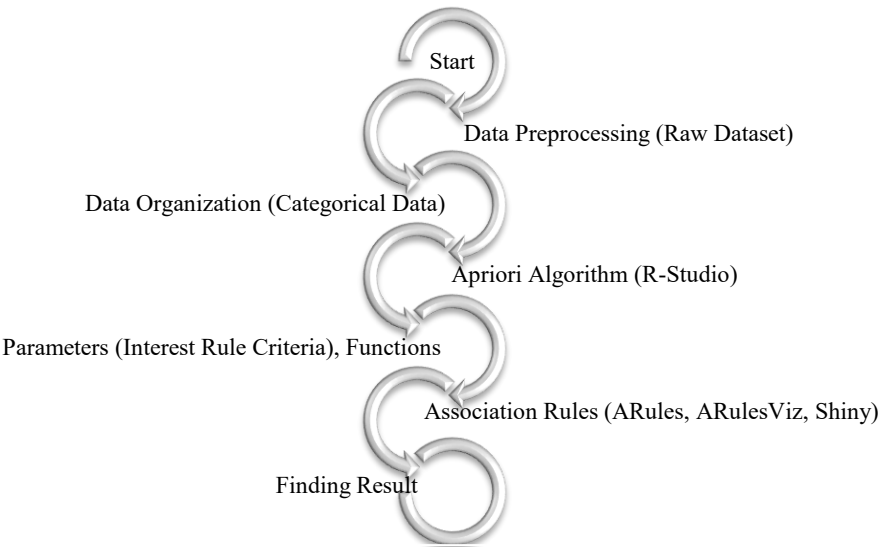 Start
Data Preprocessing (Raw Dataset)
Data Organization (Categorical Data)
Apriori Algorithm (R-Studio)
Parameters (Interest Rule Criteria), Functions
Association Rules (ARules, ARulesViz, Shiny)
Finding Result